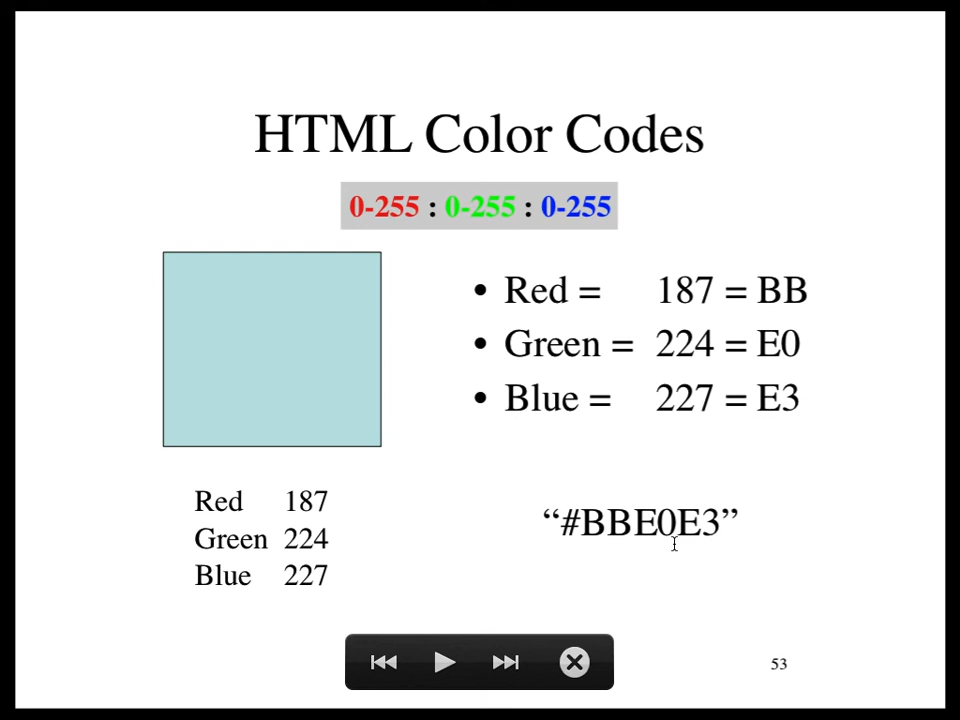 HTML Color Codes
0-255 : 0-255 : 0-255
• Red = 187 = BB
• Green = 224 = E0
• Blue = 227 = E3
Red 187
Green 224
Blue 227
“#BBE0E3”
53